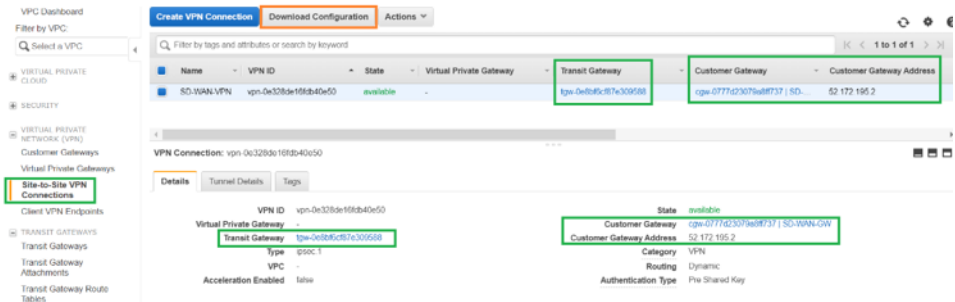 VPC Dashboard
Filter by VPC:
Select a VPC
VIRTUAL PRIVATE
CLOUD
SECURITY
VIRTUAL PRIVATE
NETWORK (VPN)
Customer Gateways
Virtual Private Gateways
Site-to-Site VPN
Connections
Client VPN Endpoints
TRANSIT GATEWAYS
Transit Gateways
Transit Gateway
Attachments
Transit Gateway Route
Tables
Create VPN Connection Download Configuration Actions
Filter by tags and attributes or search by keyword
1 to 1 of 1
Name VPN ID State Virtual Private Gateway Transit Gateway Customer Gateway Customer Gateway Address
SD-WAN-VPN vpn-0e328de16fdb40e50 available - tgw-0e8bf6cf87e309588 cgw-0777d23079a8ff737 | SD-... 52.172.195.2
VPN Connection: vpn-0e328de16fdb40e50
Details Tunnel Details Tags
VPN ID vpn-0e328de16fdb40e50 State available
Virtual Private Gateway - Customer Gateway cgw-0777d23079a8ff737 | SD-WAN-GW
Transit Gateway tgw-0e8bf6cf87e309588 Customer Gateway Address 52.172.195.2
Type ipsec.1 Category VPN
VPC - Routing Dynamic
Acceleration Enabled false Authentication Type Pre Shared Key